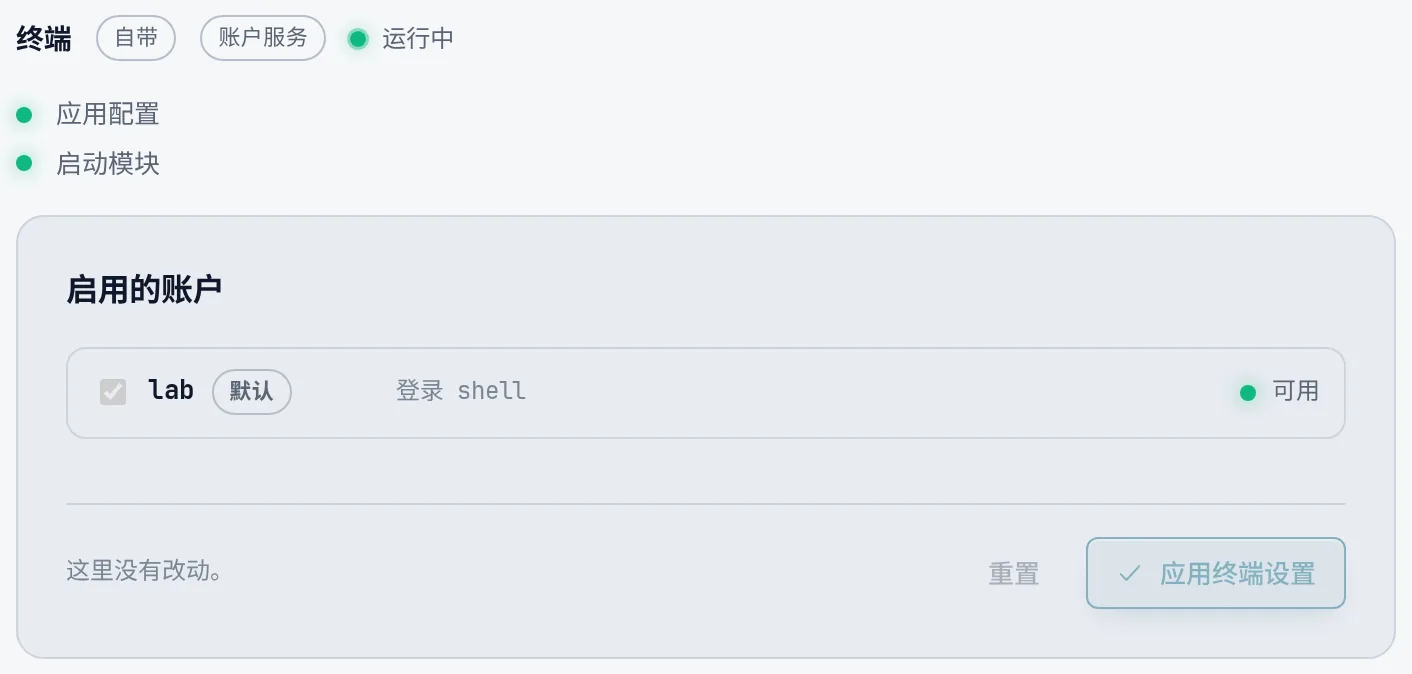 终端 自带 账户服务 运行中
应用配置
启动模块
启用的账户
lab 默认 登录 shell 可用
这里没有改动。 重置 应用终端设置